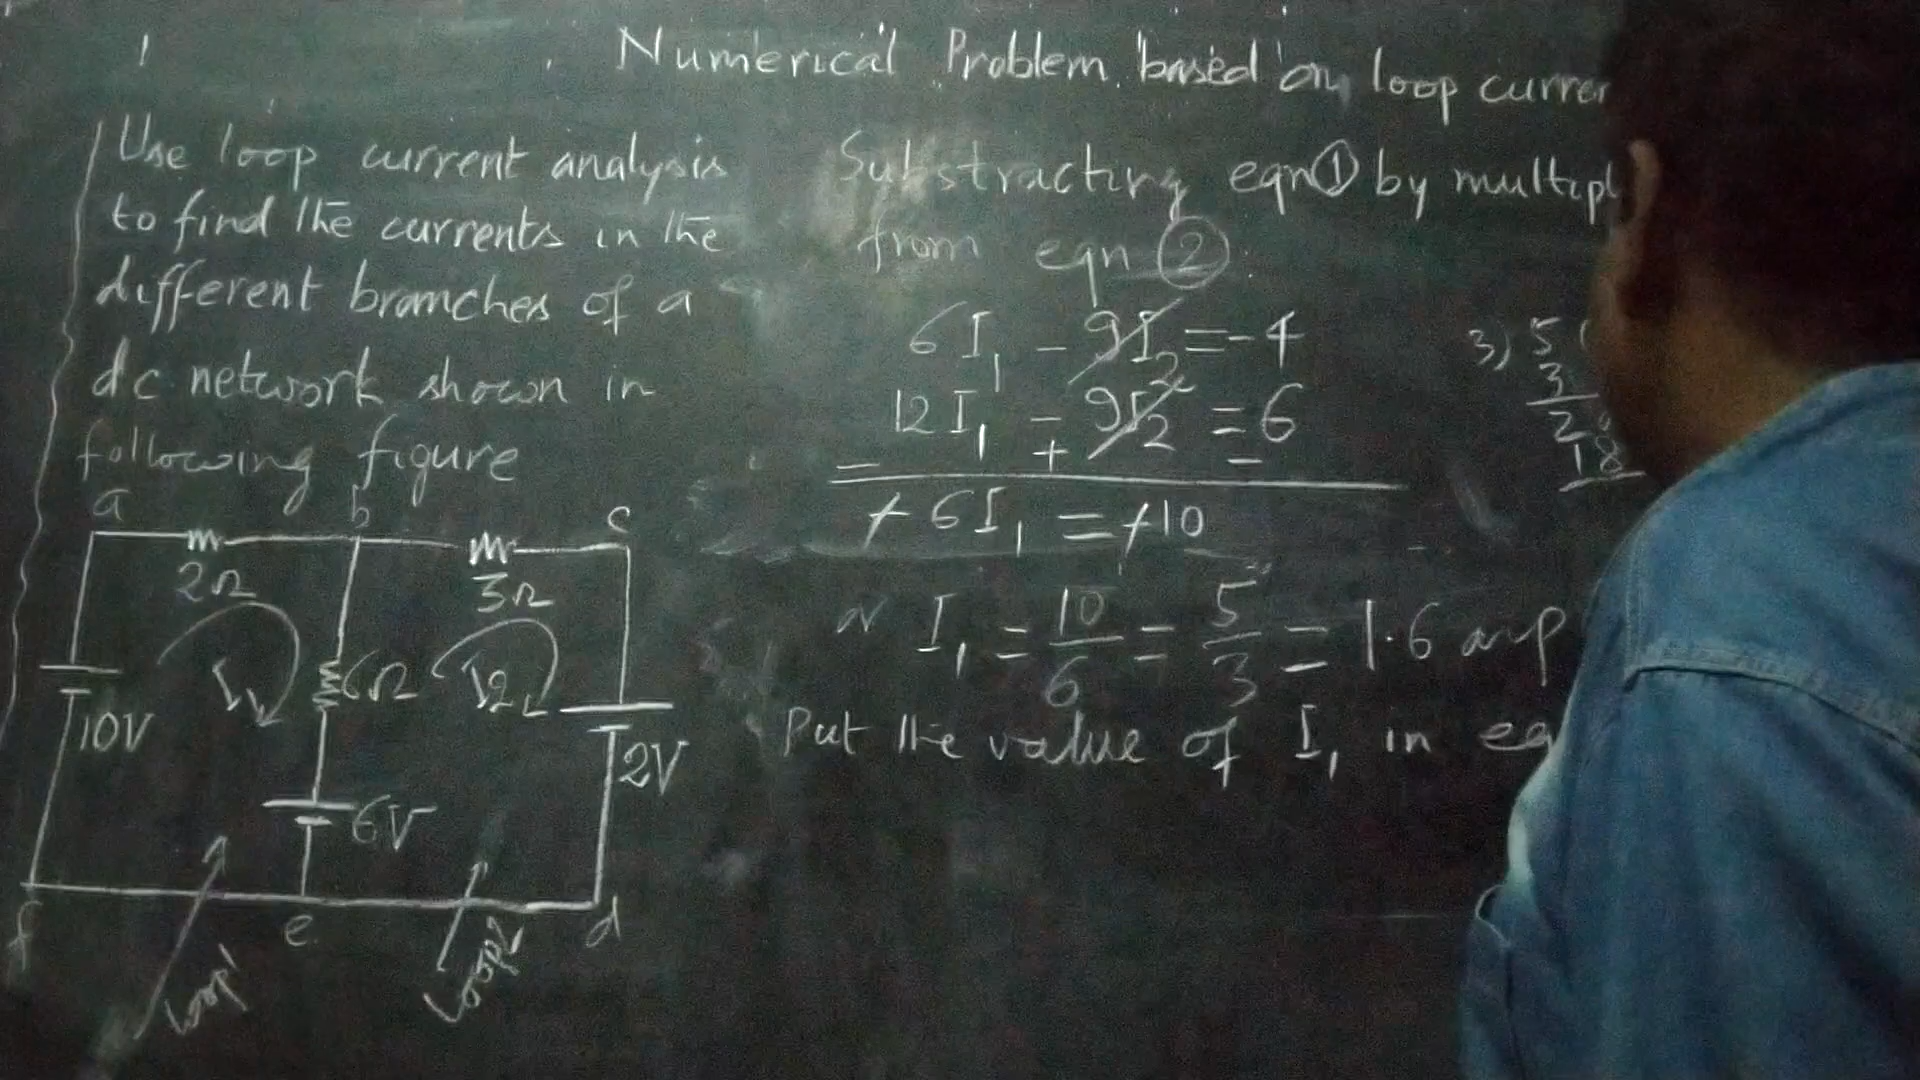 Numerical Problem based on loop curren
Use loop current analysis
to find the currents in the
different branches of a
dc network shown in
following figure
a b c
2Ω 3Ω
I1 6Ω I2
10V 2V
6V
f e d
Loop1 Loop2
Substracting eqn① by multipl
from eqn ②
6I1 - 9I2 = -4
12I1 - 9I2 = 6
- + -
-6I1 = -10
I1 = 10/6 = 5/3 = 1.6 amp
Put the value of I1 in eq
3) 5
3
2
18